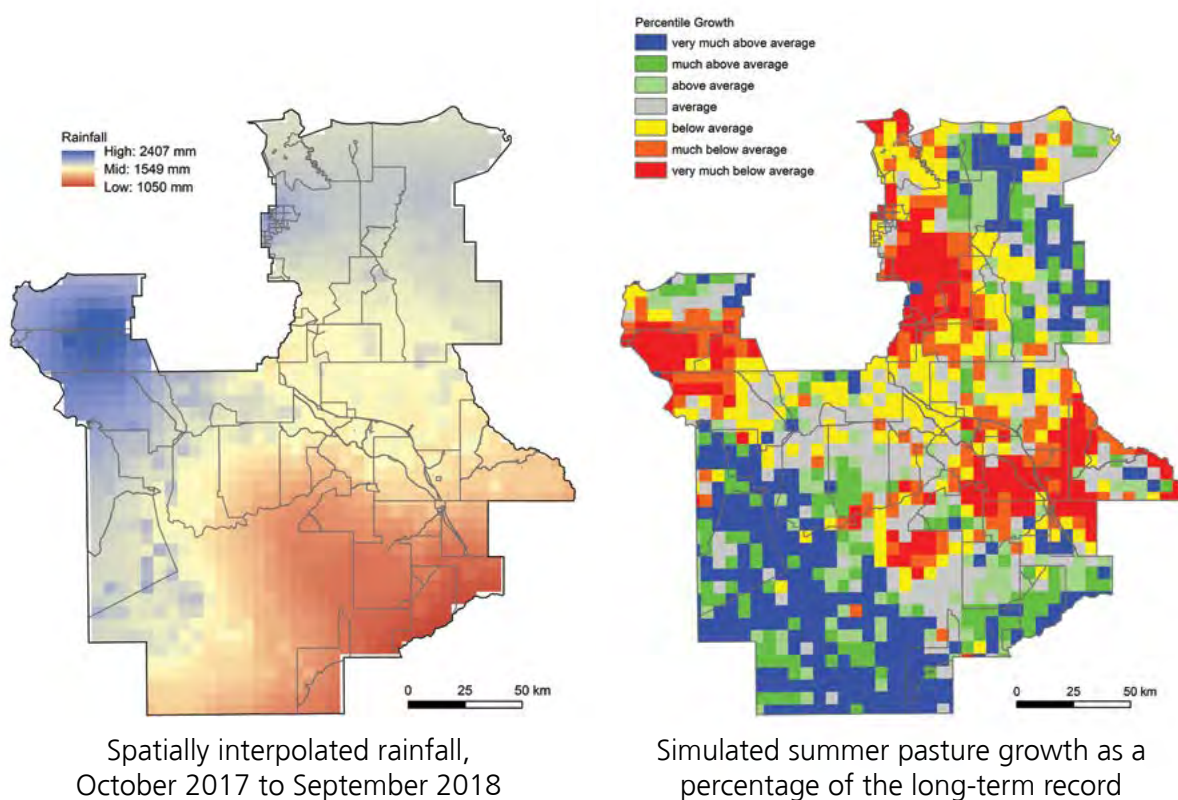 Rainfall
High: 2407 mm
Mid: 1549 mm
Low: 1050 mm
0 25 50 km
Spatially interpolated rainfall,
October 2017 to September 2018
Percentile Growth
very much above average
much above average
above average
average
below average
much below average
very much below average
0 25 50 km
Simulated summer pasture growth as a
percentage of the long-term record